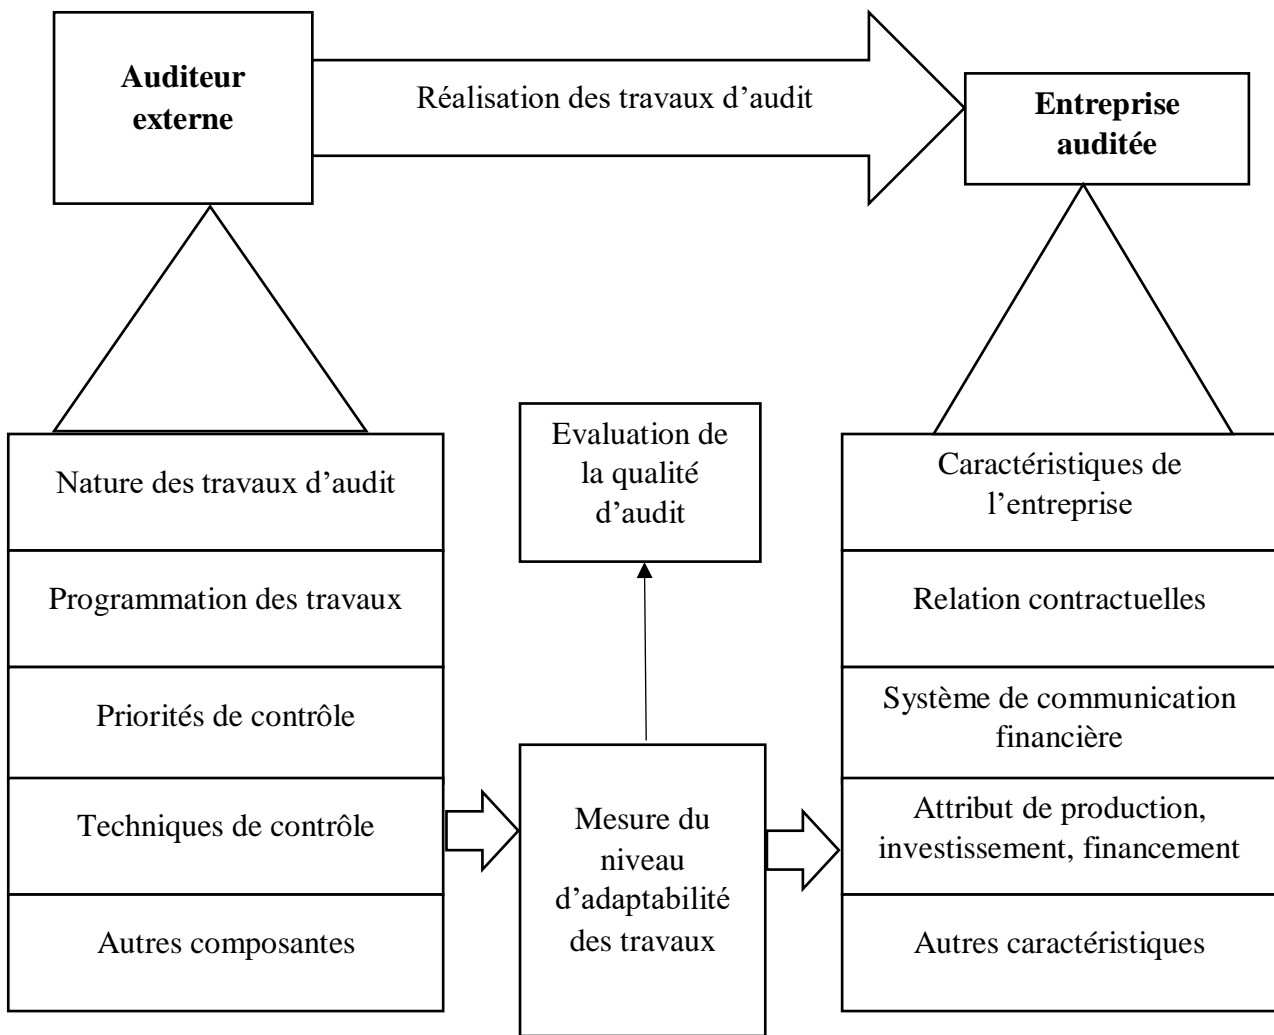 Auditeur
externe
Réalisation des travaux d’audit
Entreprise
auditée
Nature des travaux d’audit
Programmation des travaux
Priorités de contrôle
Techniques de contrôle
Autres composantes
Evaluation de
la qualité
d’audit
Mesure du
niveau
d’adaptabilité
des travaux
Caractéristiques de
l’entreprise
Relation contractuelles
Système de communication
financière
Attribut de production,
investissement, financement
Autres caractéristiques